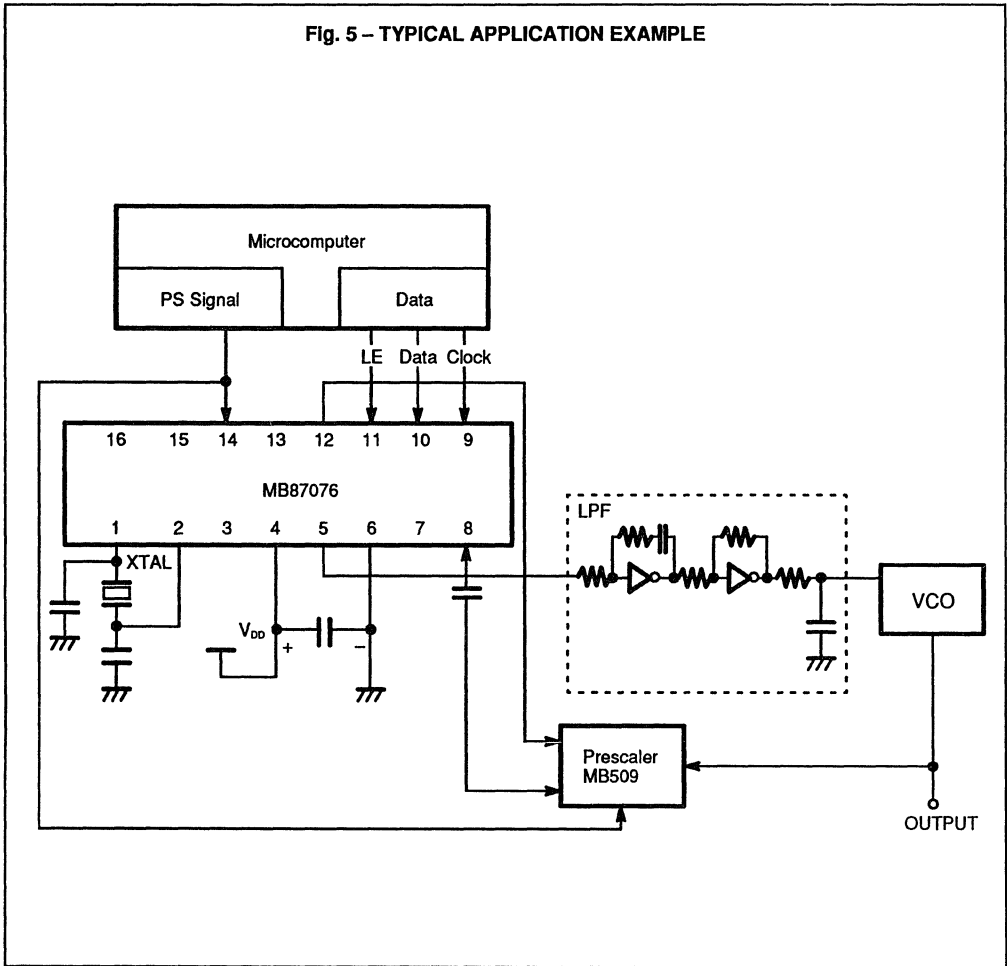 Fig. 5 – TYPICAL APPLICATION EXAMPLE
Microcomputer
PS Signal
Data
LE Data Clock
16 15 14 13 12 11 10 9
MB87076
1 2 3 4 5 6 7 8
XTAL
LPF
VCO
VDD
+ −
Prescaler
MB509
OUTPUT